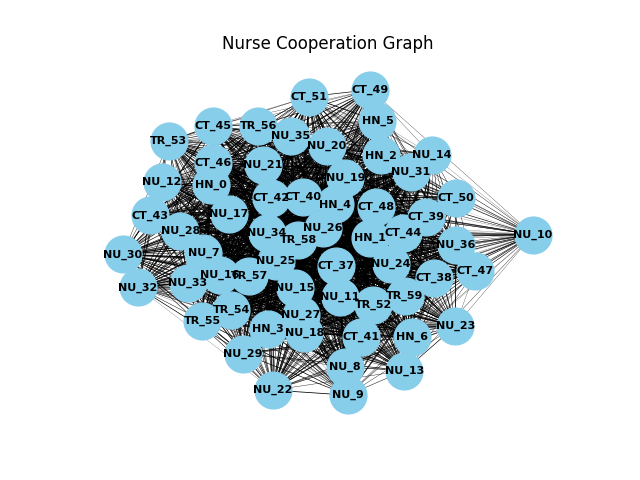 Nurse Cooperation Graph
CT_49
CT_51
HN_5
CT_45
TR_56
NU_35
TR_53
NU_20
HN_2
NU_14
CT_46
NU_21
NU_31
NU_19
NU_12
HN_0
CT_42
CT_40
CT_50
HN_4
CT_48
NU_17
CT_43
CT_39
NU_28
NU_26
NU_34
CT_44
NU_10
HN_1
TR_58
NU_36
NU_7
NU_30
NU_25
CT_37
NU_24
CT_47
NU_16
TR_57
CT_38
NU_33
NU_32
NU_15
NU_11
TR_59
TR_52
TR_54
NU_27
TR_55
NU_23
HN_3
NU_18
CT_41
HN_6
NU_29
NU_8
NU_13
NU_22
NU_9